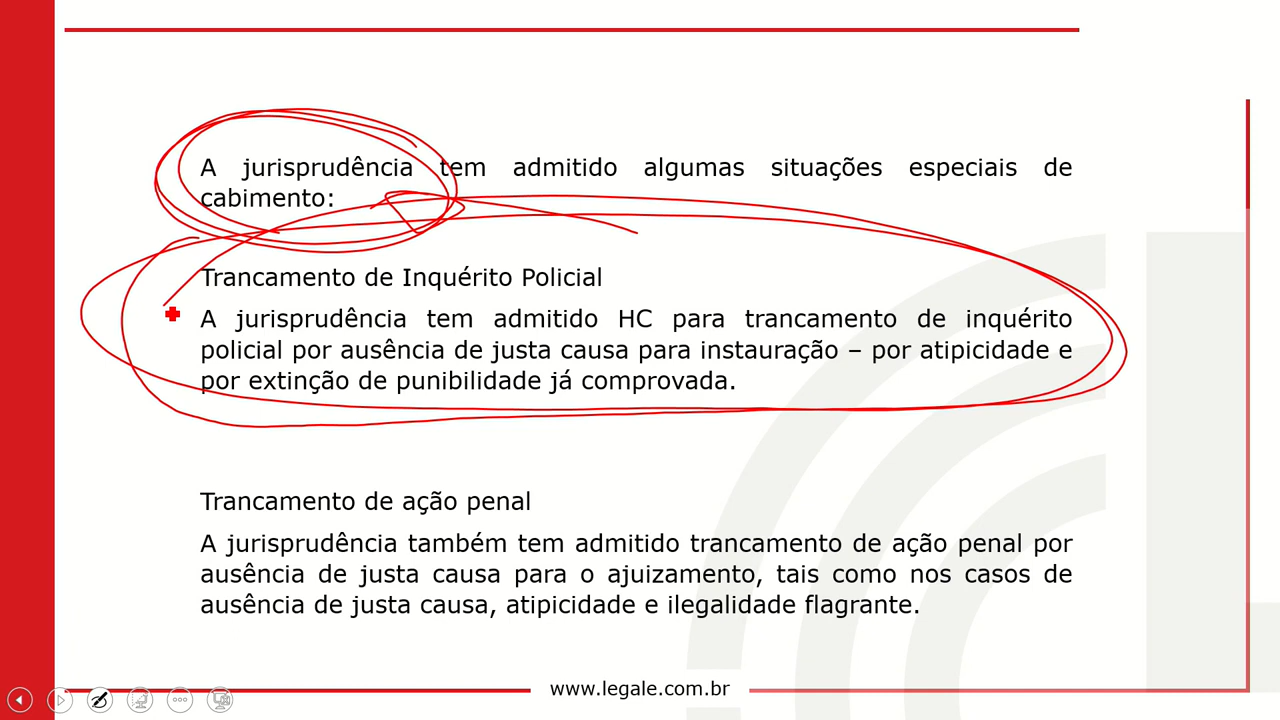 A jurisprudência tem admitido algumas situações especiais de
cabimento:
Trancamento de Inquérito Policial
A jurisprudência tem admitido HC para trancamento de inquérito
policial por ausência de justa causa para instauração – por atipicidade e
por extinção de punibilidade já comprovada.
Trancamento de ação penal
A jurisprudência também tem admitido trancamento de ação penal por
ausência de justa causa para o ajuizamento, tais como nos casos de
ausência de justa causa, atipicidade e ilegalidade flagrante.
www.legale.com.br